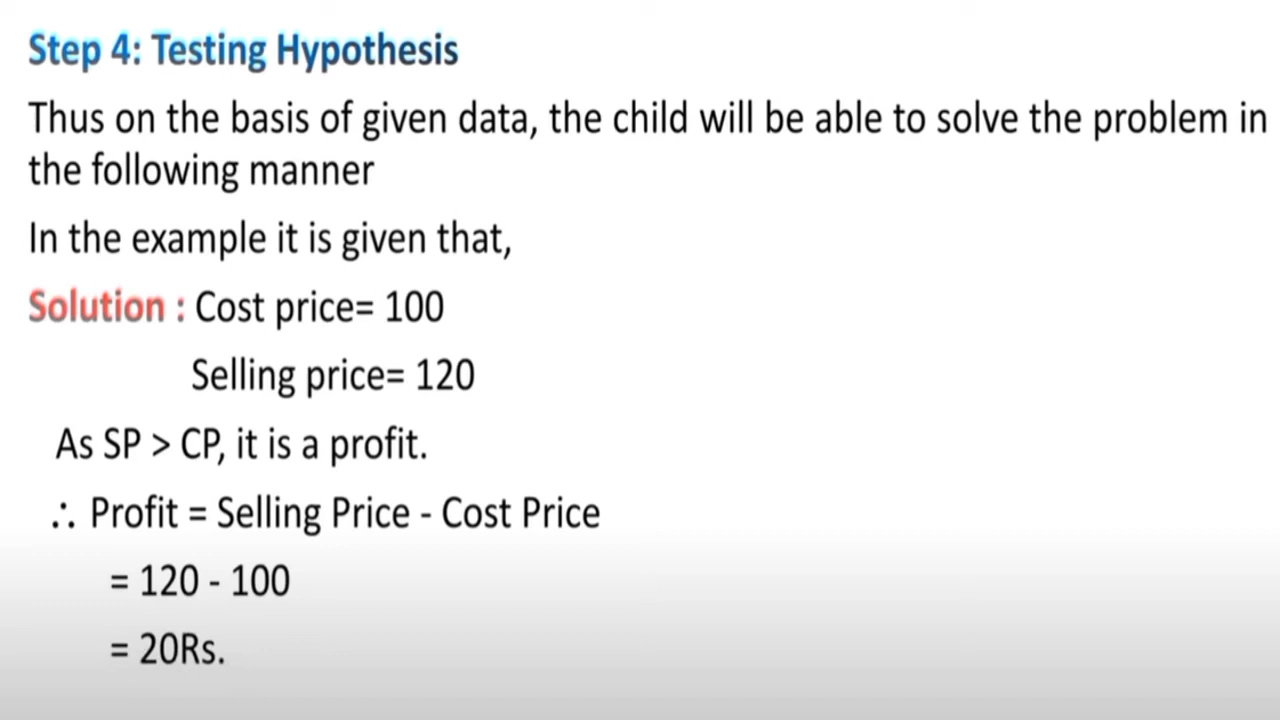 Step 4: Testing Hypothesis
Thus on the basis of given data, the child will be able to solve the problem in
the following manner
In the example it is given that,
Solution : Cost price= 100
Selling price= 120
As SP > CP, it is a profit.
∴ Profit = Selling Price - Cost Price
= 120 - 100
= 20Rs.